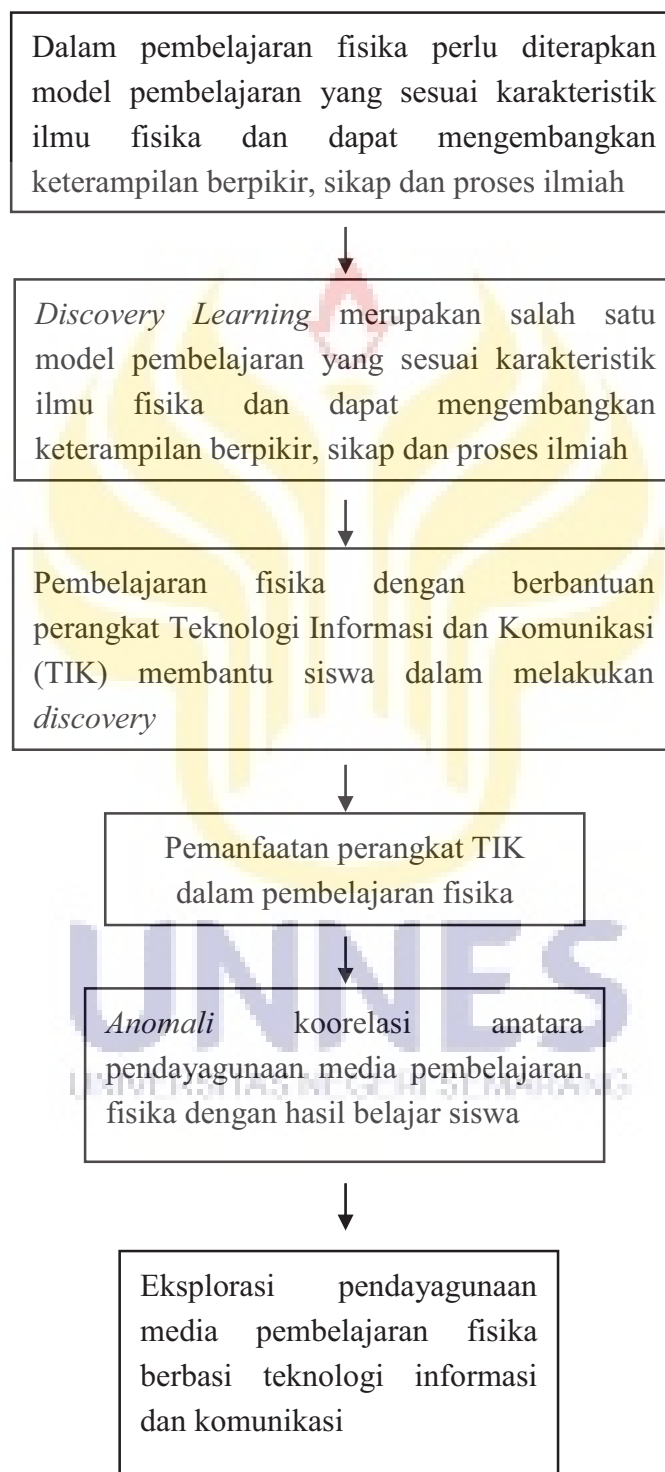 Dalam pembelajaran fisika perlu diterapkan
model pembelajaran yang sesuai karakteristik
ilmu fisika dan dapat mengembangkan
keterampilan berpikir, sikap dan proses ilmiah
Discovery Learning merupakan salah satu
model pembelajaran yang sesuai karakteristik
ilmu fisika dan dapat mengembangkan
keterampilan berpikir, sikap dan proses ilmiah
Pembelajaran fisika dengan berbantuan
perangkat Teknologi Informasi dan Komunikasi
(TIK) membantu siswa dalam melakukan
discovery
Pemanfaatan perangkat TIK
dalam pembelajaran fisika
UNNES
Anomali koorelasi anatara
pendayagunaan media pembelajaran
UNIVERSITAS NEGERI SEMARANG
fisika dengan hasil belajar siswa
Eksplorasi pendayagunaan
media pembelajaran fisika
berbasi teknologi informasi
dan komunikasi